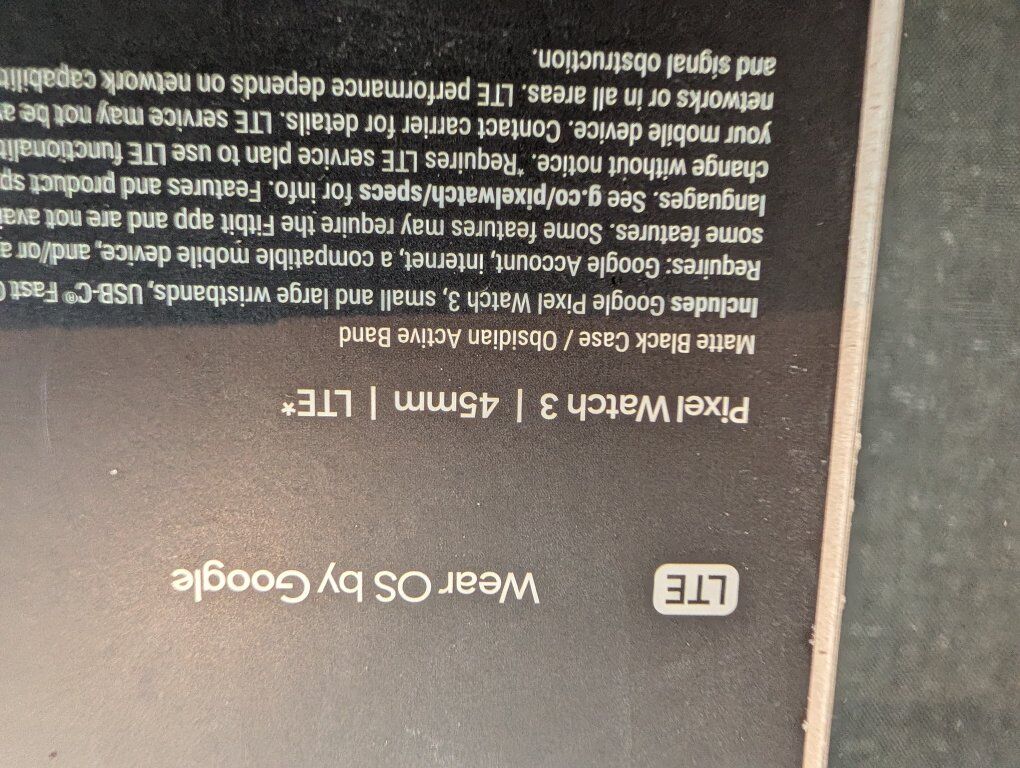 LTE Wear OS by Google
Pixel Watch 3 | 45mm | LTE*
Matte Black Case / Obsidian Active Band
Includes Google Pixel Watch 3, small and large wristbands, USB-C® Fast
Requires: Google Account, internet, a compatible mobile device, and/or
some features. Some features may require the Fitbit app and are not
languages. See g.co/pixelwatch/specs for info. Features and product
change without notice. *Requires LTE service plan to use LTE
your mobile device. Contact carrier for details. LTE service may not be
networks or in all areas. LTE performance depends on network
and signal obstruction.